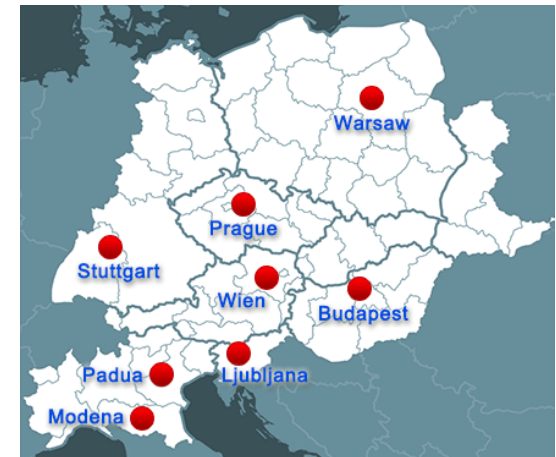 Warsaw
Prague
Stuttgart
Wien
Budapest
Padua
Ljubljana
Modena